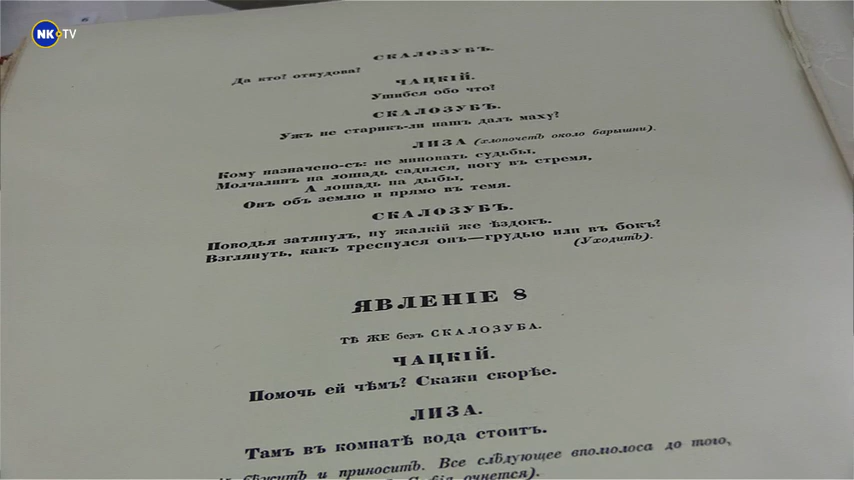 NK TV
СКАЛОЗУБЪ.
Да кто? откудова?
ЧАЦКІЙ.
Ушибся обо что?
СКАЛОЗУБЪ.
Ужъ не старикъ-ли нашъ далъ маху?
ЛИЗА (хлопочетъ около барышни).
Кому назначено-съ: не миновать судьбы.
Молчалинъ на лошадь садился, ногу въ стремя,
А лошадь на дыбы,
Онъ объ землю и прямо въ темя.
СКАЛОЗУБЪ.
Поводья затянулъ, ну жалкій же ѣздокъ.
Взглянуть, какъ треснулся онъ—грудью или въ бокъ?
(Уходитъ).
ЯВЛЕНІЕ 8
ТѢ ЖЕ безъ СКАЛОЗУБА.
ЧАЦКІЙ.
Помочь ей чѣмъ? Скажи скорѣе.
ЛИЗА.
Тамъ въ комнатѣ вода стоитъ.
и приноситъ. Все слѣдующее вполголоса до того,
очнется).